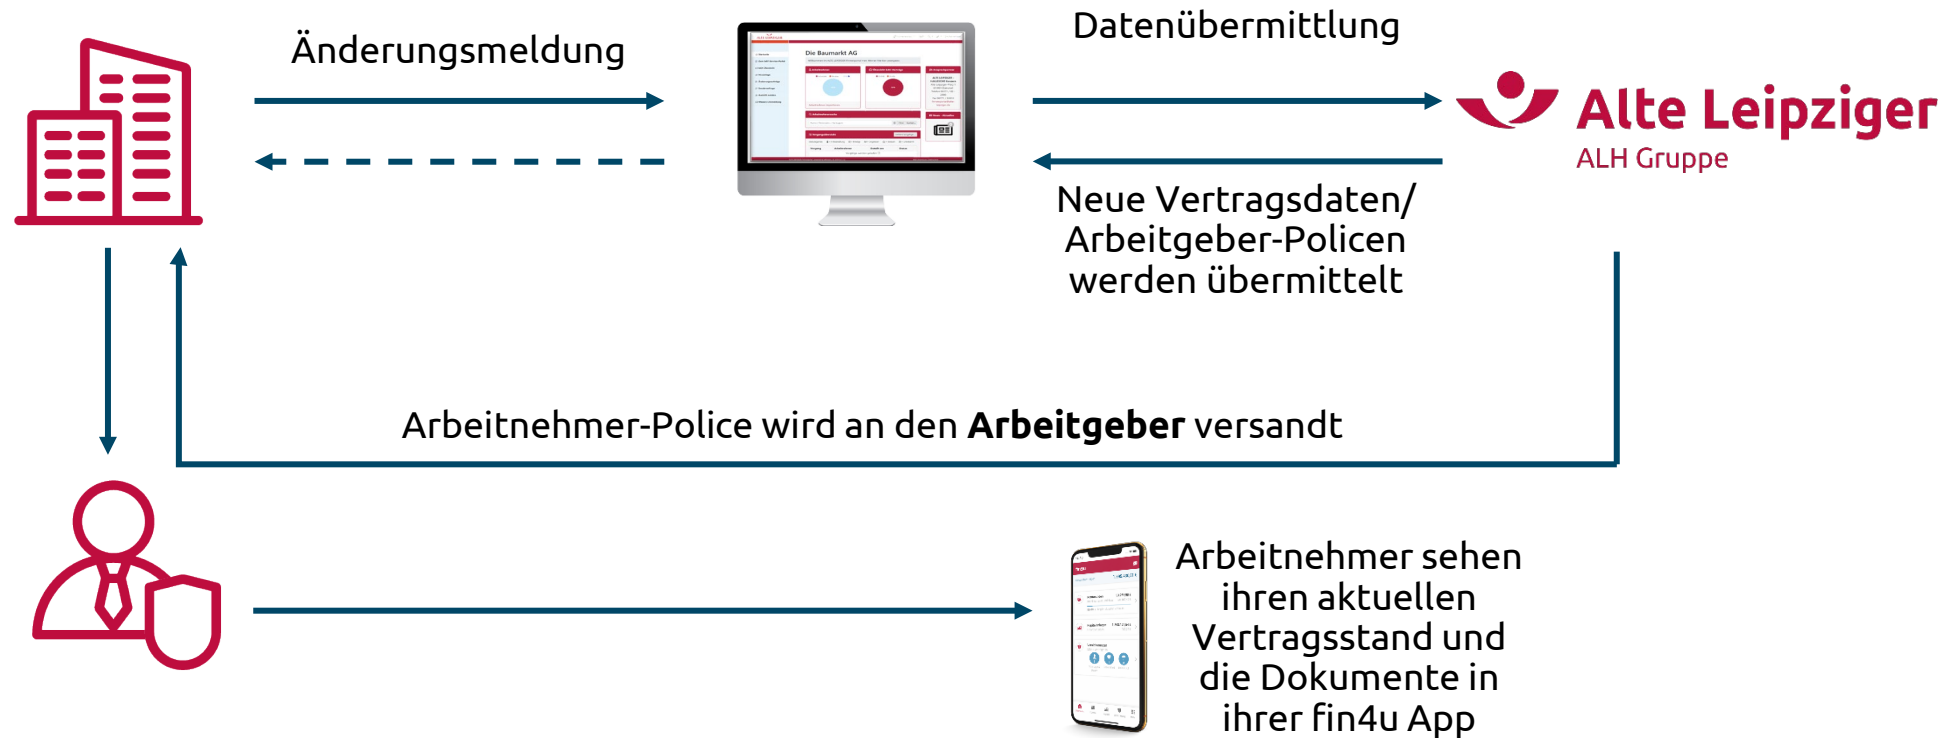 Änderungsmeldung
Datenübermittlung
Die Baumarkt AG
Alte Leipziger
ALH Gruppe
Neue Vertragsdaten/
Arbeitgeber-Policen
werden übermittelt
Arbeitnehmer-Police wird an den Arbeitgeber versandt
Arbeitnehmer sehen
ihren aktuellen
Vertragsstand und
die Dokumente in
ihrer fin4u App